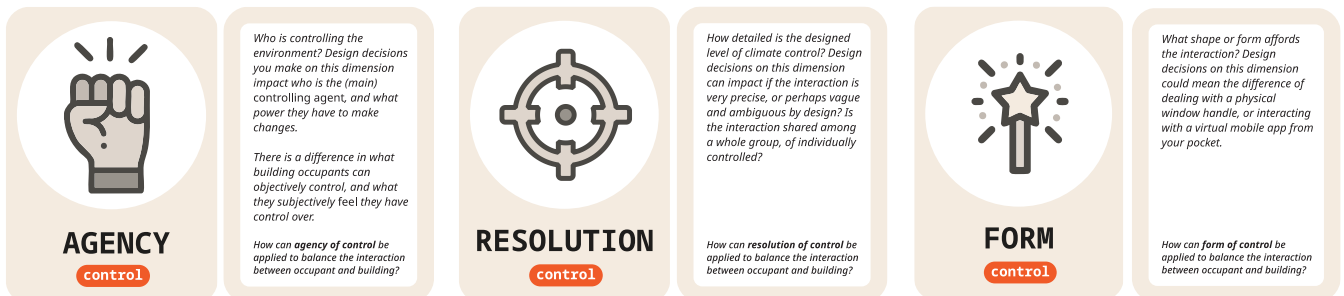 AGENCY
control
Who is controlling the
environment? Design decisions
you make on this dimension
impact who is the (main)
controlling agent, and what
power they have to make
changes.
There is a difference in what
building occupants can
objectively control, and what
they subjectively feel they have
control over.
How can agency of control be
applied to balance the interaction
between occupant and building?
RESOLUTION
control
How detailed is the designed
level of climate control? Design
decisions on this dimension
can impact if the interaction is
very precise, or perhaps vague
and ambiguous by design? Is
the interaction shared among
a whole group, of individually
controlled?
How can resolution of control be
applied to balance the interaction
between occupant and building?
FORM
control
What shape or form affords
the interaction? Design
decisions on this dimension
could mean the difference of
dealing with a physical
window handle, or interacting
with a virtual mobile app from
your pocket.
How can form of control be
applied to balance the interaction
between occupant and building?